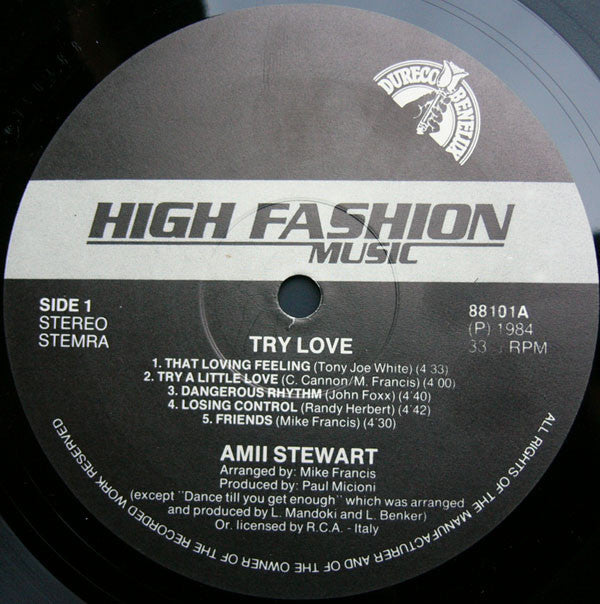 DURECO
BENELUX
HIGH FASHION
MUSIC
SIDE 1
STEREO
STEMRA
88101A
(P) 1984
33 RPM
TRY LOVE
1. THAT LOVING FEELING (Tony Joe White) (4'33)
2. TRY A LITTLE LOVE (C. Cannon/M. Francis) (4'00)
3. DANGEROUS RHYTHM (John Foxx) (4'40)
4. LOSING CONTROL (Randy Herbert) (4'42)
5. FRIENDS (Mike Francis) (4'30)
AMII STEWART
Arranged by: Mike Francis
Produced by: Paul Micioni
(except "Dance till you get enough" which was arranged
and produced by L. Mandoki and L. Benker)
Or. licensed by R.C.A. - Italy
ALL RIGHTS OF THE MANUFACTURER AND OF THE OWNER OF THE RECORDED WORK RESERVED